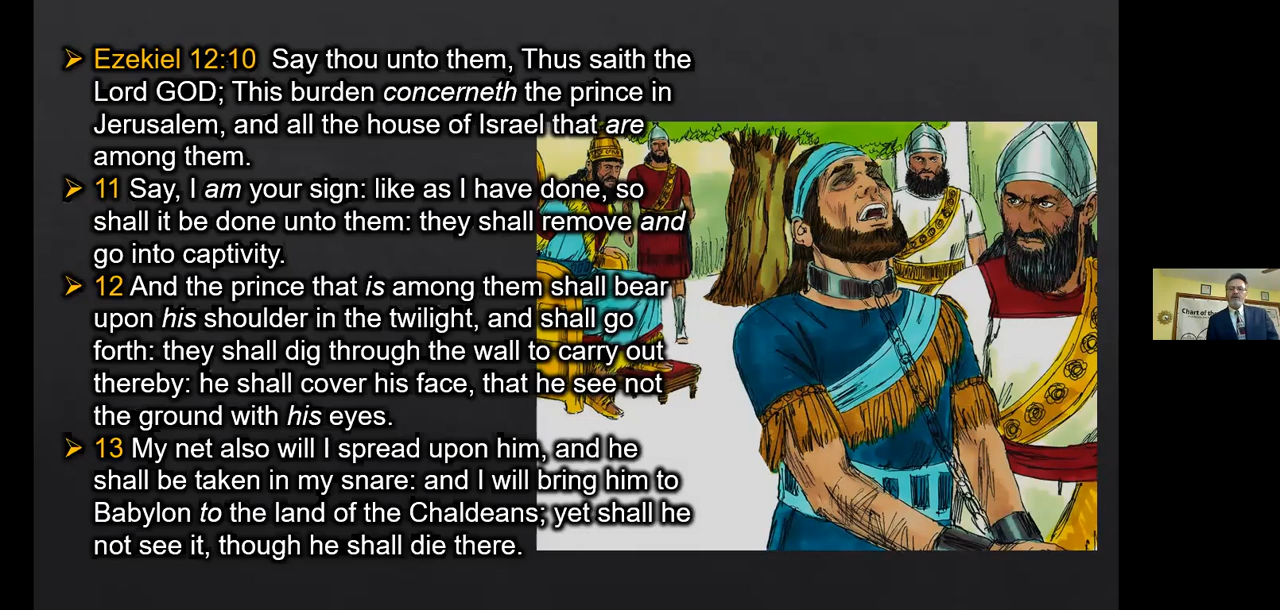 ➢ Ezekiel 12:10 Say thou unto them, Thus saith the
Lord GOD; This burden concerneth the prince in
Jerusalem, and all the house of Israel that are
among them.
➢ 11 Say, I am your sign: like as I have done, so
shall it be done unto them: they shall remove and
go into captivity.
➢ 12 And the prince that is among them shall bear
upon his shoulder in the twilight, and shall go
forth: they shall dig through the wall to carry out
thereby: he shall cover his face, that he see not
the ground with his eyes.
➢ 13 My net also will I spread upon him, and he
shall be taken in my snare: and I will bring him to
Babylon to the land of the Chaldeans; yet shall he
not see it, though he shall die there.
Chart of the